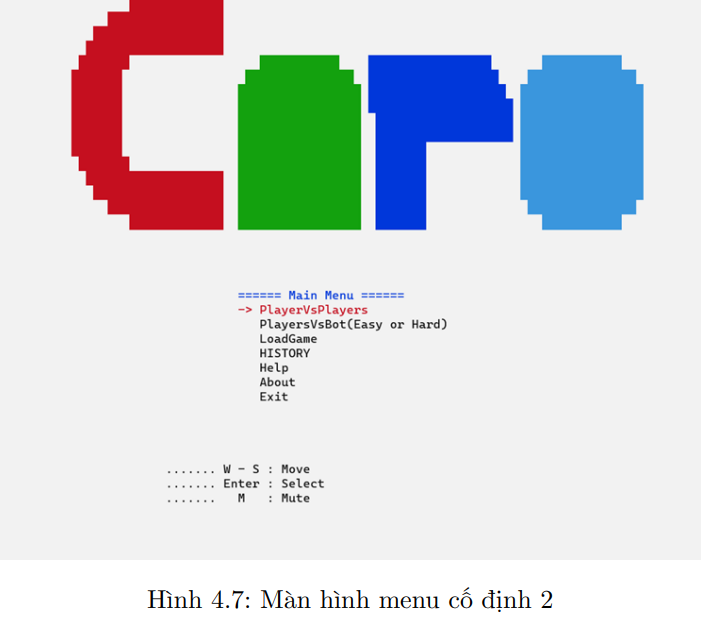 CARO
====== Main Menu ======
-> PlayerVsPlayers
PlayersVsBot(Easy or Hard)
LoadGame
HISTORY
Help
About
Exit
....... W - S : Move
....... Enter : Select
....... M : Mute
Hình 4.7: Màn hình menu cố định 2